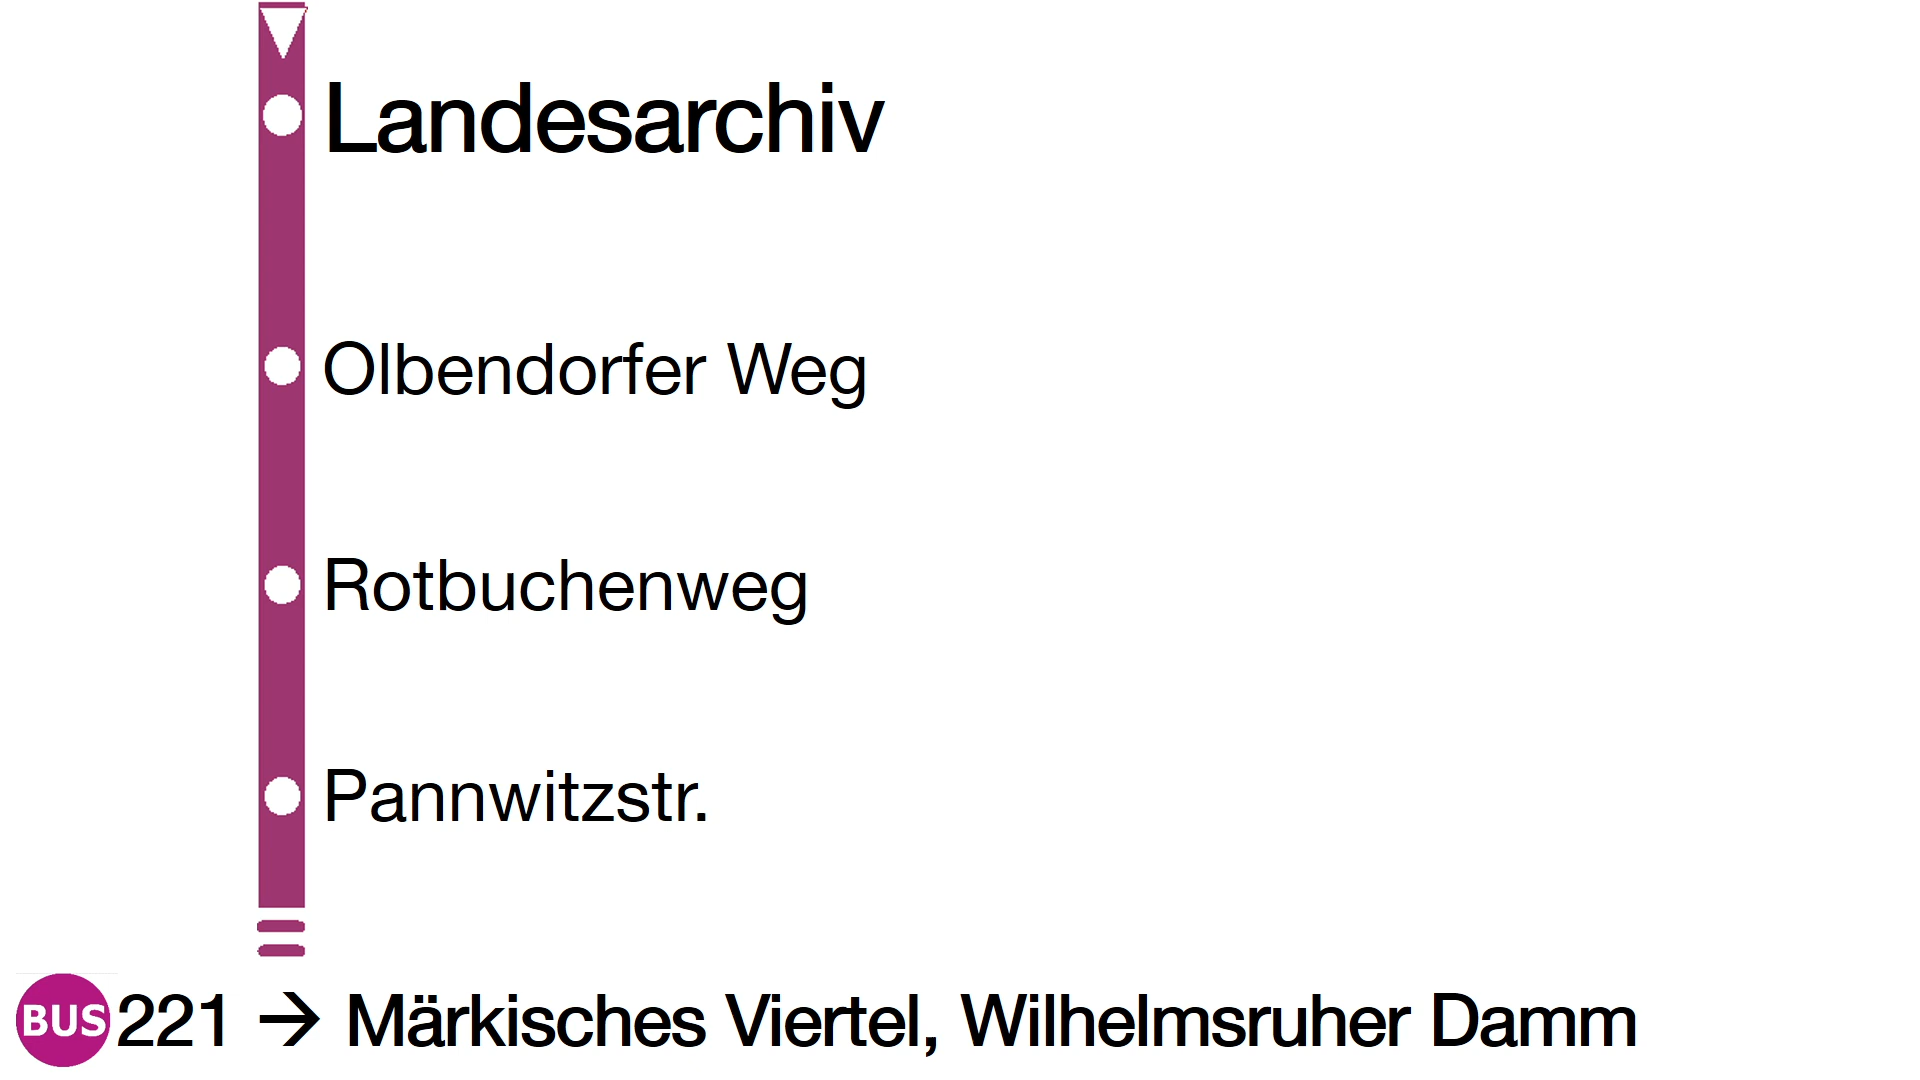 Landesarchiv
Olbendorfer Weg
Rotbuchenweg
Pannwitzstr.
BUS 221 → Märkisches Viertel, Wilhelmsruher Damm